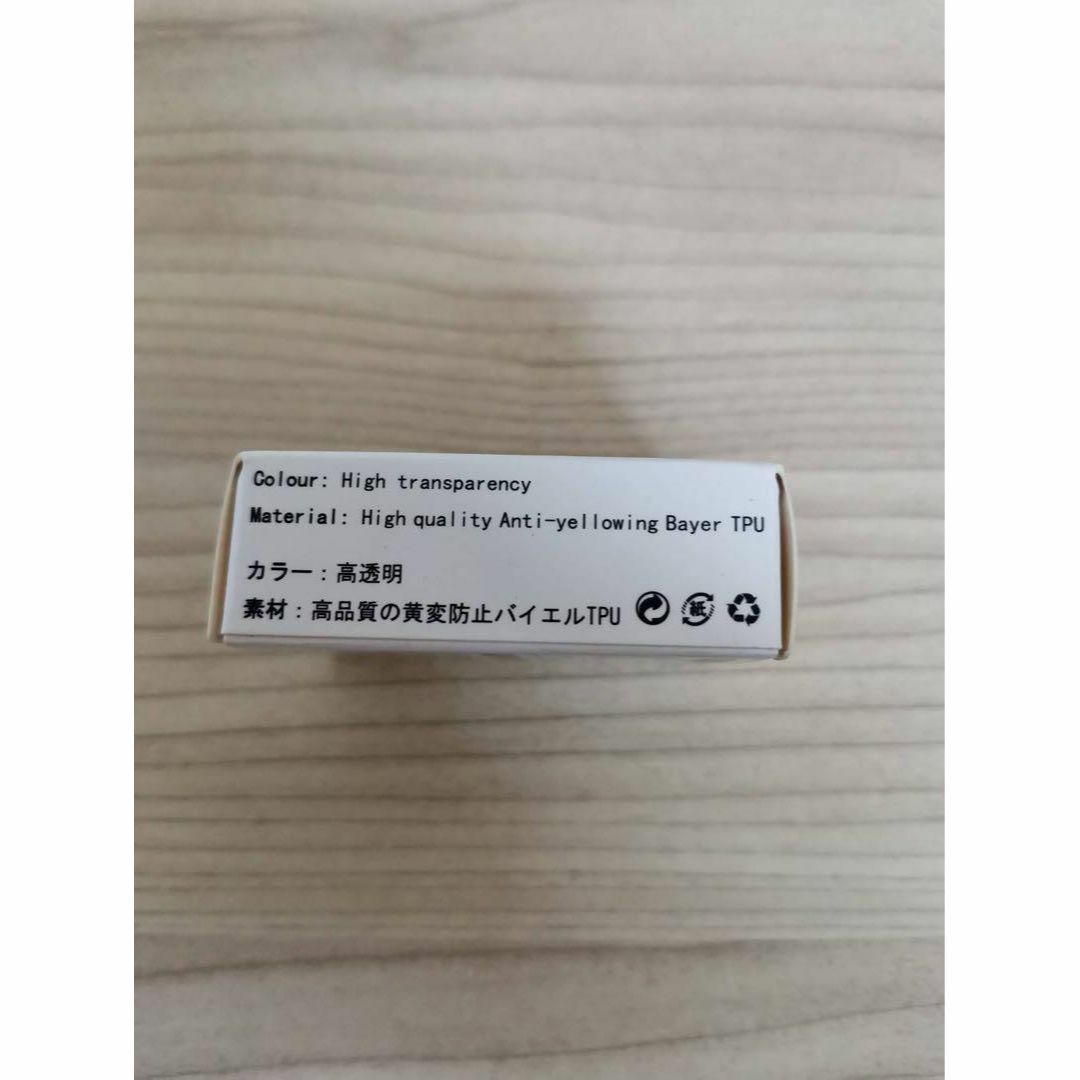 Colour: High transparency
Material: High quality Anti-yellowing Bayer TPU
カラー：高透明
素材：高品質の黄変防止バイエルTPU
紙